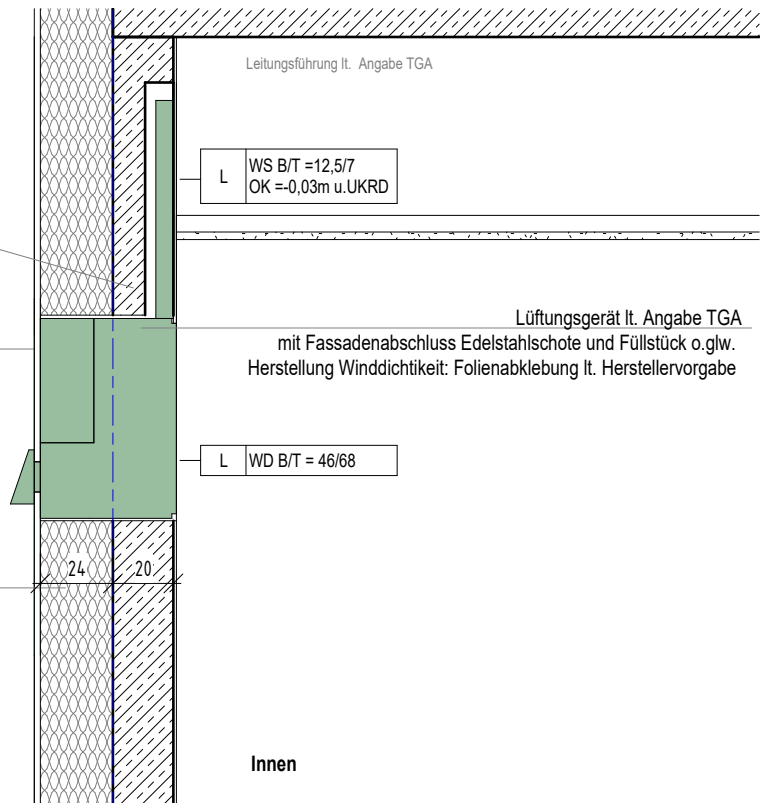 Leitungsführung lt. Angabe TGA
L WS B/T =12,5/7
OK =-0,03m u.UKRD
Lüftungsgerät lt. Angabe TGA
mit Fassadenabschluss Edelstahlschote und Füllstück o.glw.
Herstellung Winddichtikeit: Folienabklebung lt. Herstellervorgabe
L WD B/T = 46/68
24 20
Innen